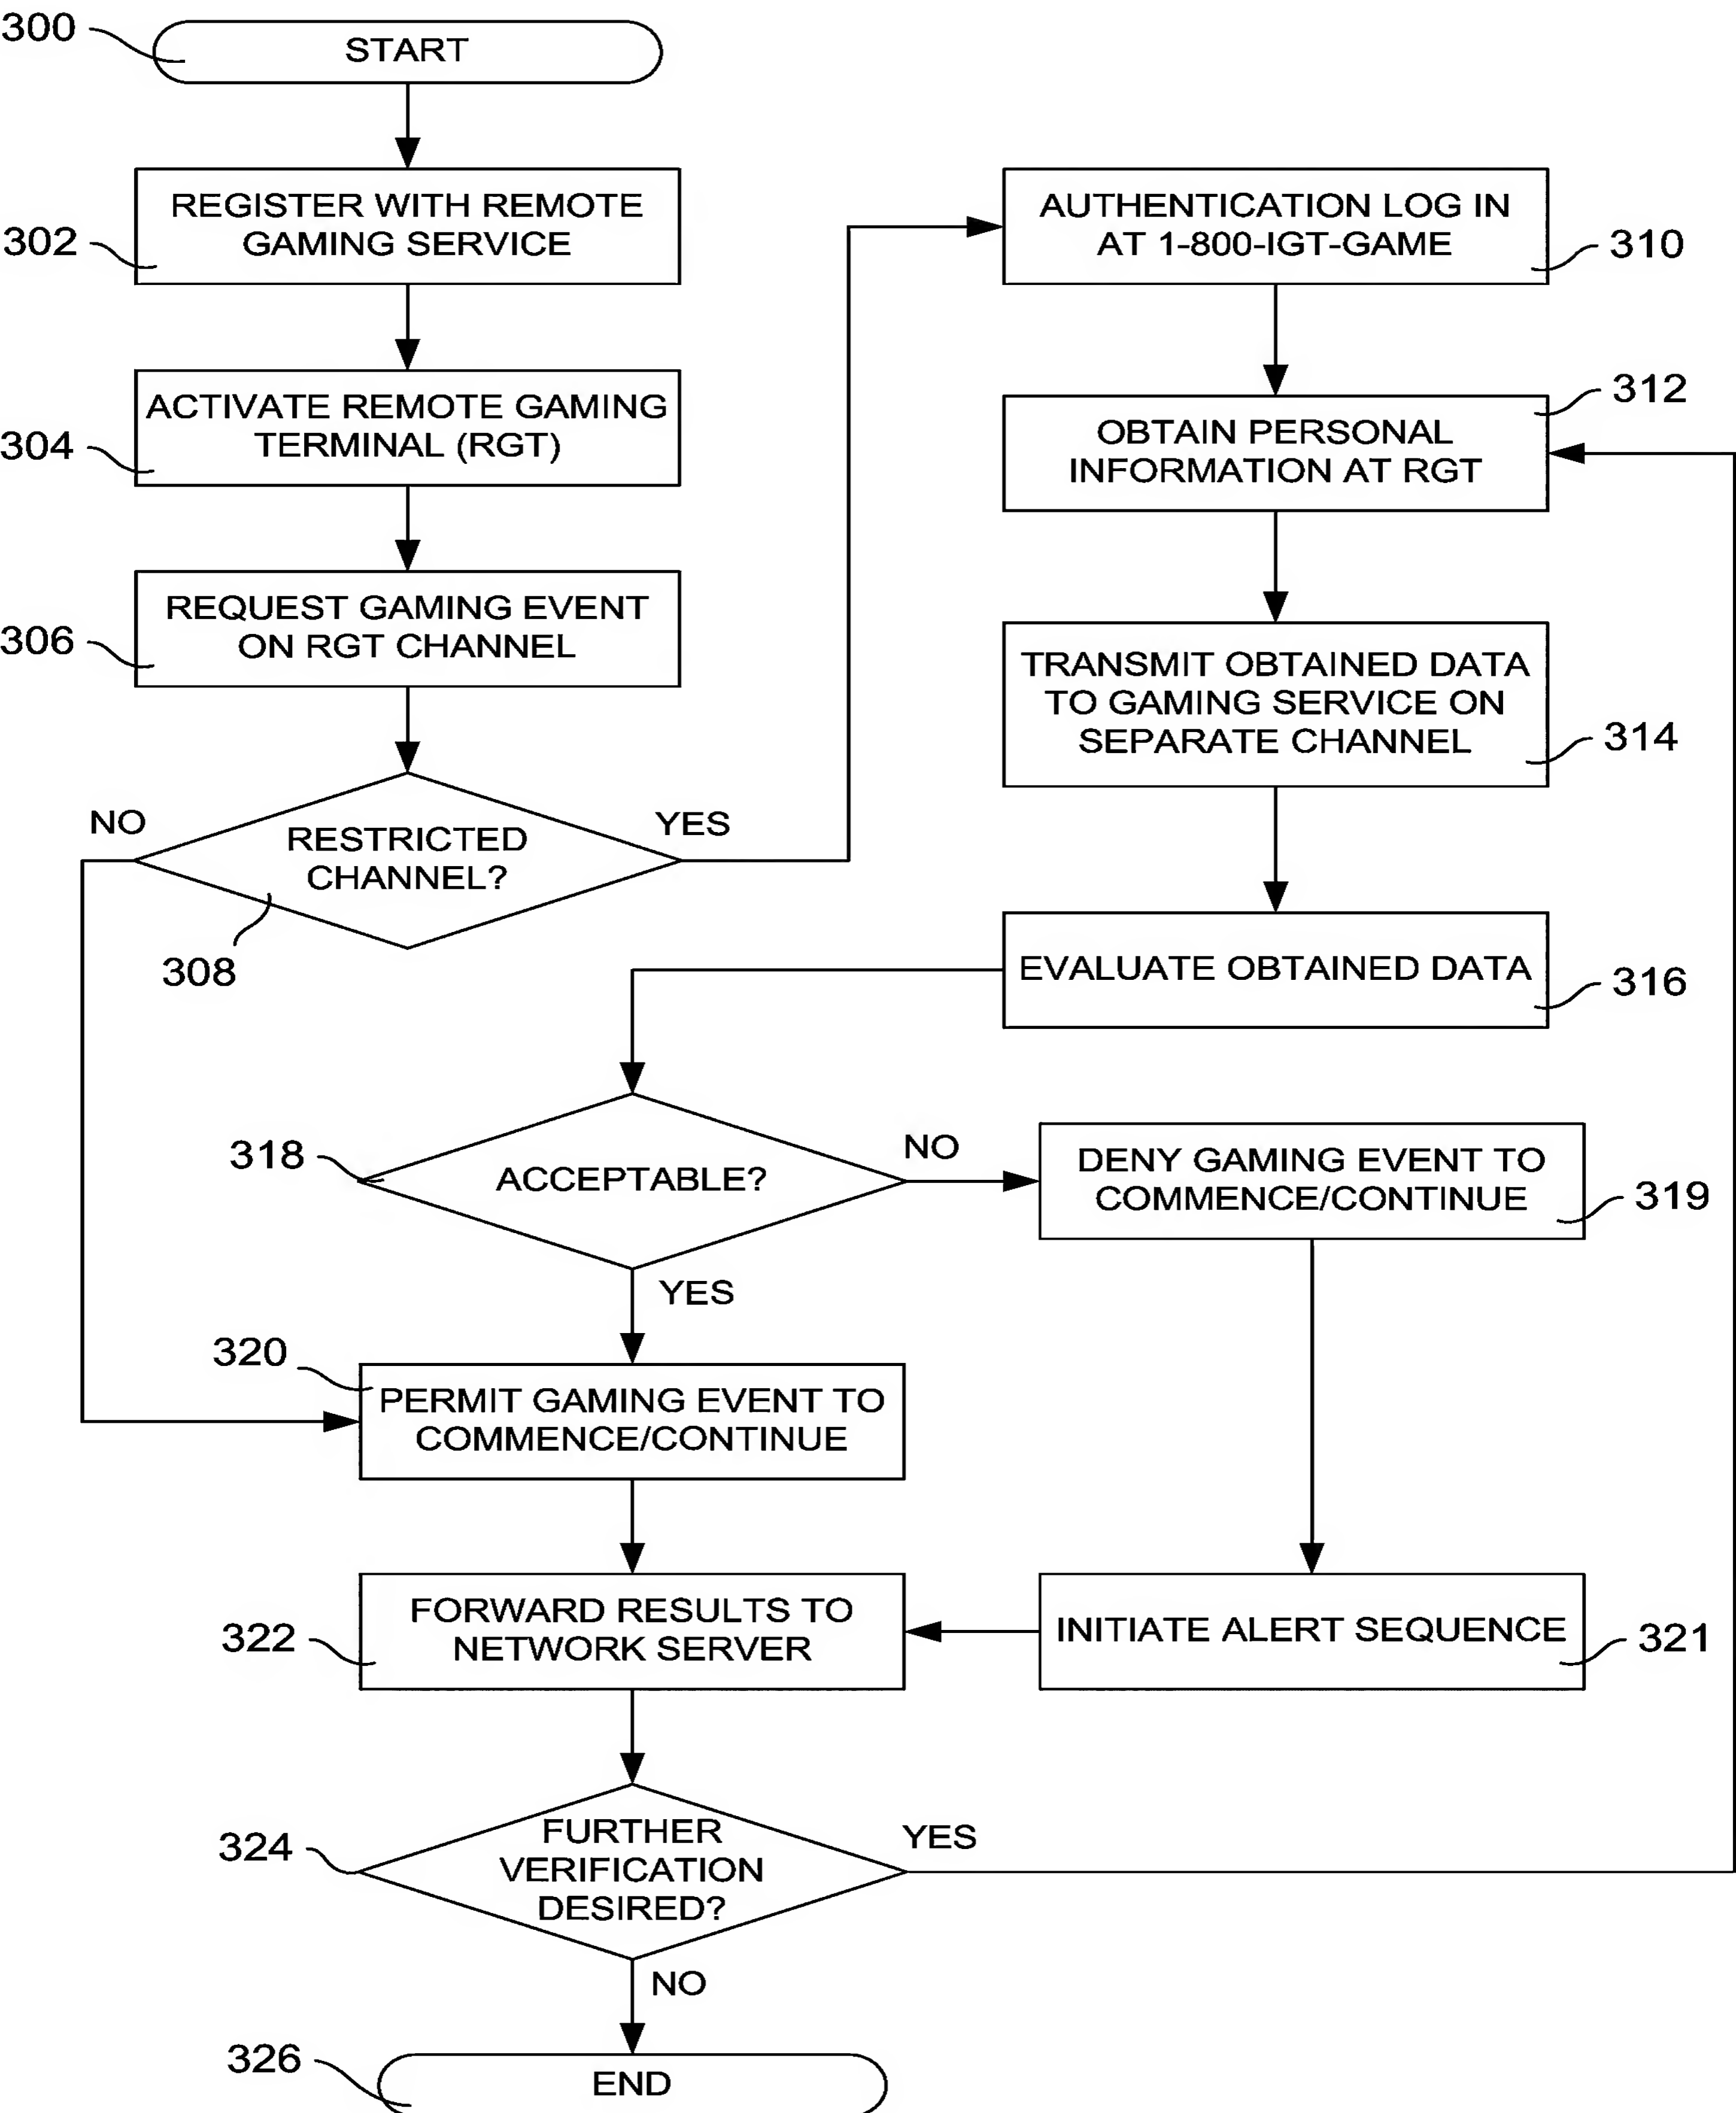 300
START
302
REGISTER WITH REMOTE
GAMING SERVICE
304
ACTIVATE REMOTE GAMING
TERMINAL (RGT)
306
REQUEST GAMING EVENT
ON RGT CHANNEL
NO
YES
RESTRICTED
CHANNEL?
308
AUTHENTICATION LOG IN
AT 1-800-IGT-GAME
310
312
OBTAIN PERSONAL
INFORMATION AT RGT
TRANSMIT OBTAINED DATA
TO GAMING SERVICE ON
SEPARATE CHANNEL
314
EVALUATE OBTAINED DATA
316
318
ACCEPTABLE?
NO
DENY GAMING EVENT TO
COMMENCE/CONTINUE
319
YES
320
PERMIT GAMING EVENT TO
COMMENCE/CONTINUE
322
FORWARD RESULTS TO
NETWORK SERVER
INITIATE ALERT SEQUENCE
321
324
FURTHER
VERIFICATION
DESIRED?
YES
NO
326
END